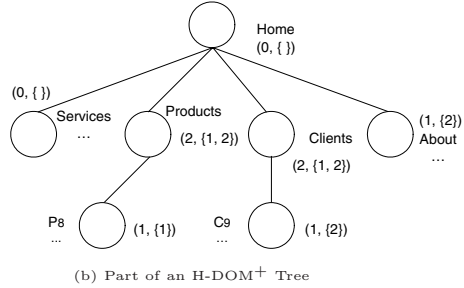 Home
(0, { })
(0, { })
Services
...
Products
(2, {1, 2})
Clients
(2, {1, 2})
(1, {2})
About
...
P8
...
(1, {1})
C9
...
(1, {2})
(b) Part of an H-DOM+ Tree